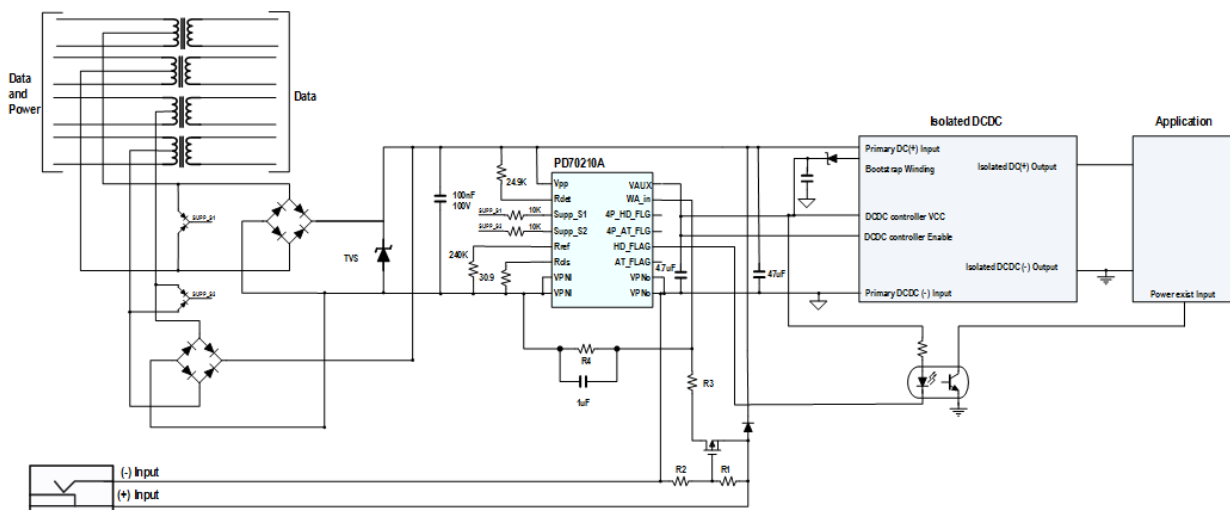 Data
and
Power
Data
SUPP_S1
SUPP_S2
TVS
100nF
100V
24.9K
SUPP_S1
SUPP_S2
10K
10K
240K
30.9
PD70210A
Vpp
Rdet
Supp_S1
Supp_S2
Rref
Rcls
VPNI
VPNI
VAUX
WA_in
4P_HD_FLG
4P_AT_FLG
HD_FLAG
AT_FLAG
VPNo
VPNo
4.7uF
47uF
R4
1uF
R3
R2
R1
Isolated DCDC
Primary DC(+) Input
Bootstrap Winding
Isolated DC(+) Output
DCDC controller VCC
DCDC controller Enable
Isolated DCDC (-) Output
Primary DCDC (-) Input
Application
Power exist Input
(-) Input
(+) Input